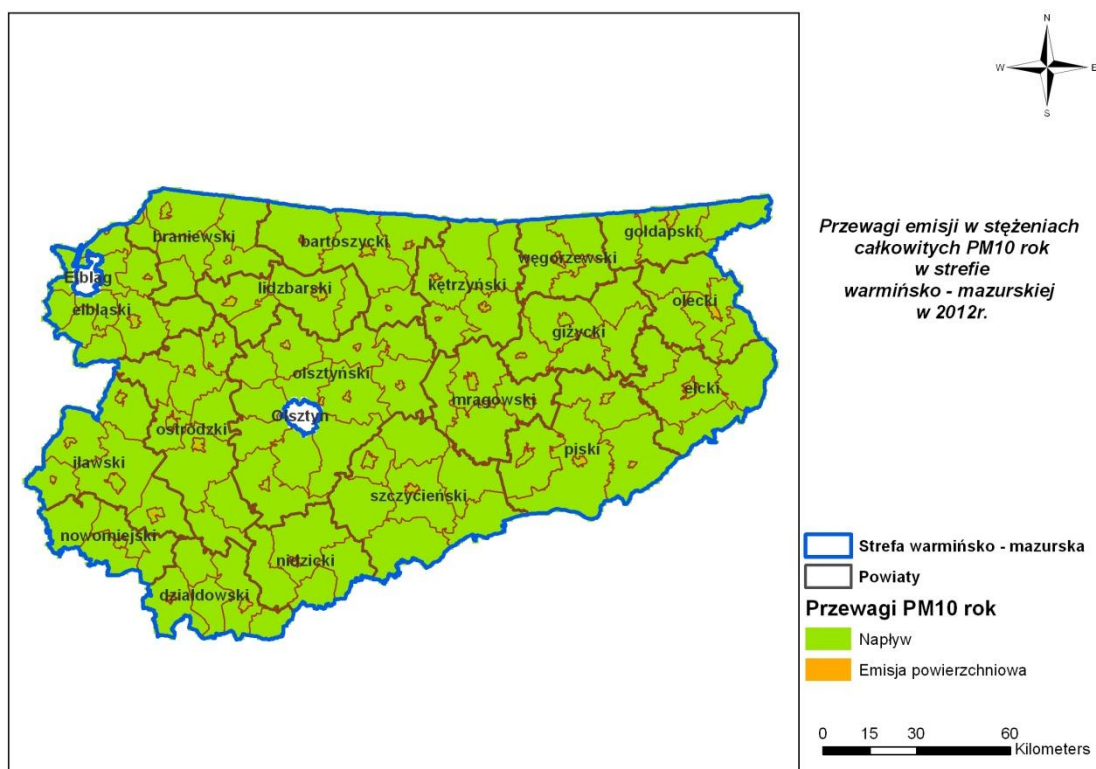 N
W
E
S
Przewagi emisji w stężeniach
całkowitych PM10 rok
w strefie
warmińsko - mazurskiej
w 2012r.
braniewski
bartoszycki
gołdapski
węgorzewski
Elbląg
lidzbarski
kętrzyński
olecki
elbląski
giżycki
olsztyński
mrągowski
ełcki
Olsztyn
ostródzki
iławski
piski
szczycieński
nowomiejski
nidzicki
działdowski
Strefa warmińsko - mazurska
Powiaty
Przewagi PM10 rok
Napływ
Emisja powierzchniowa
0 15 30 60
Kilometers